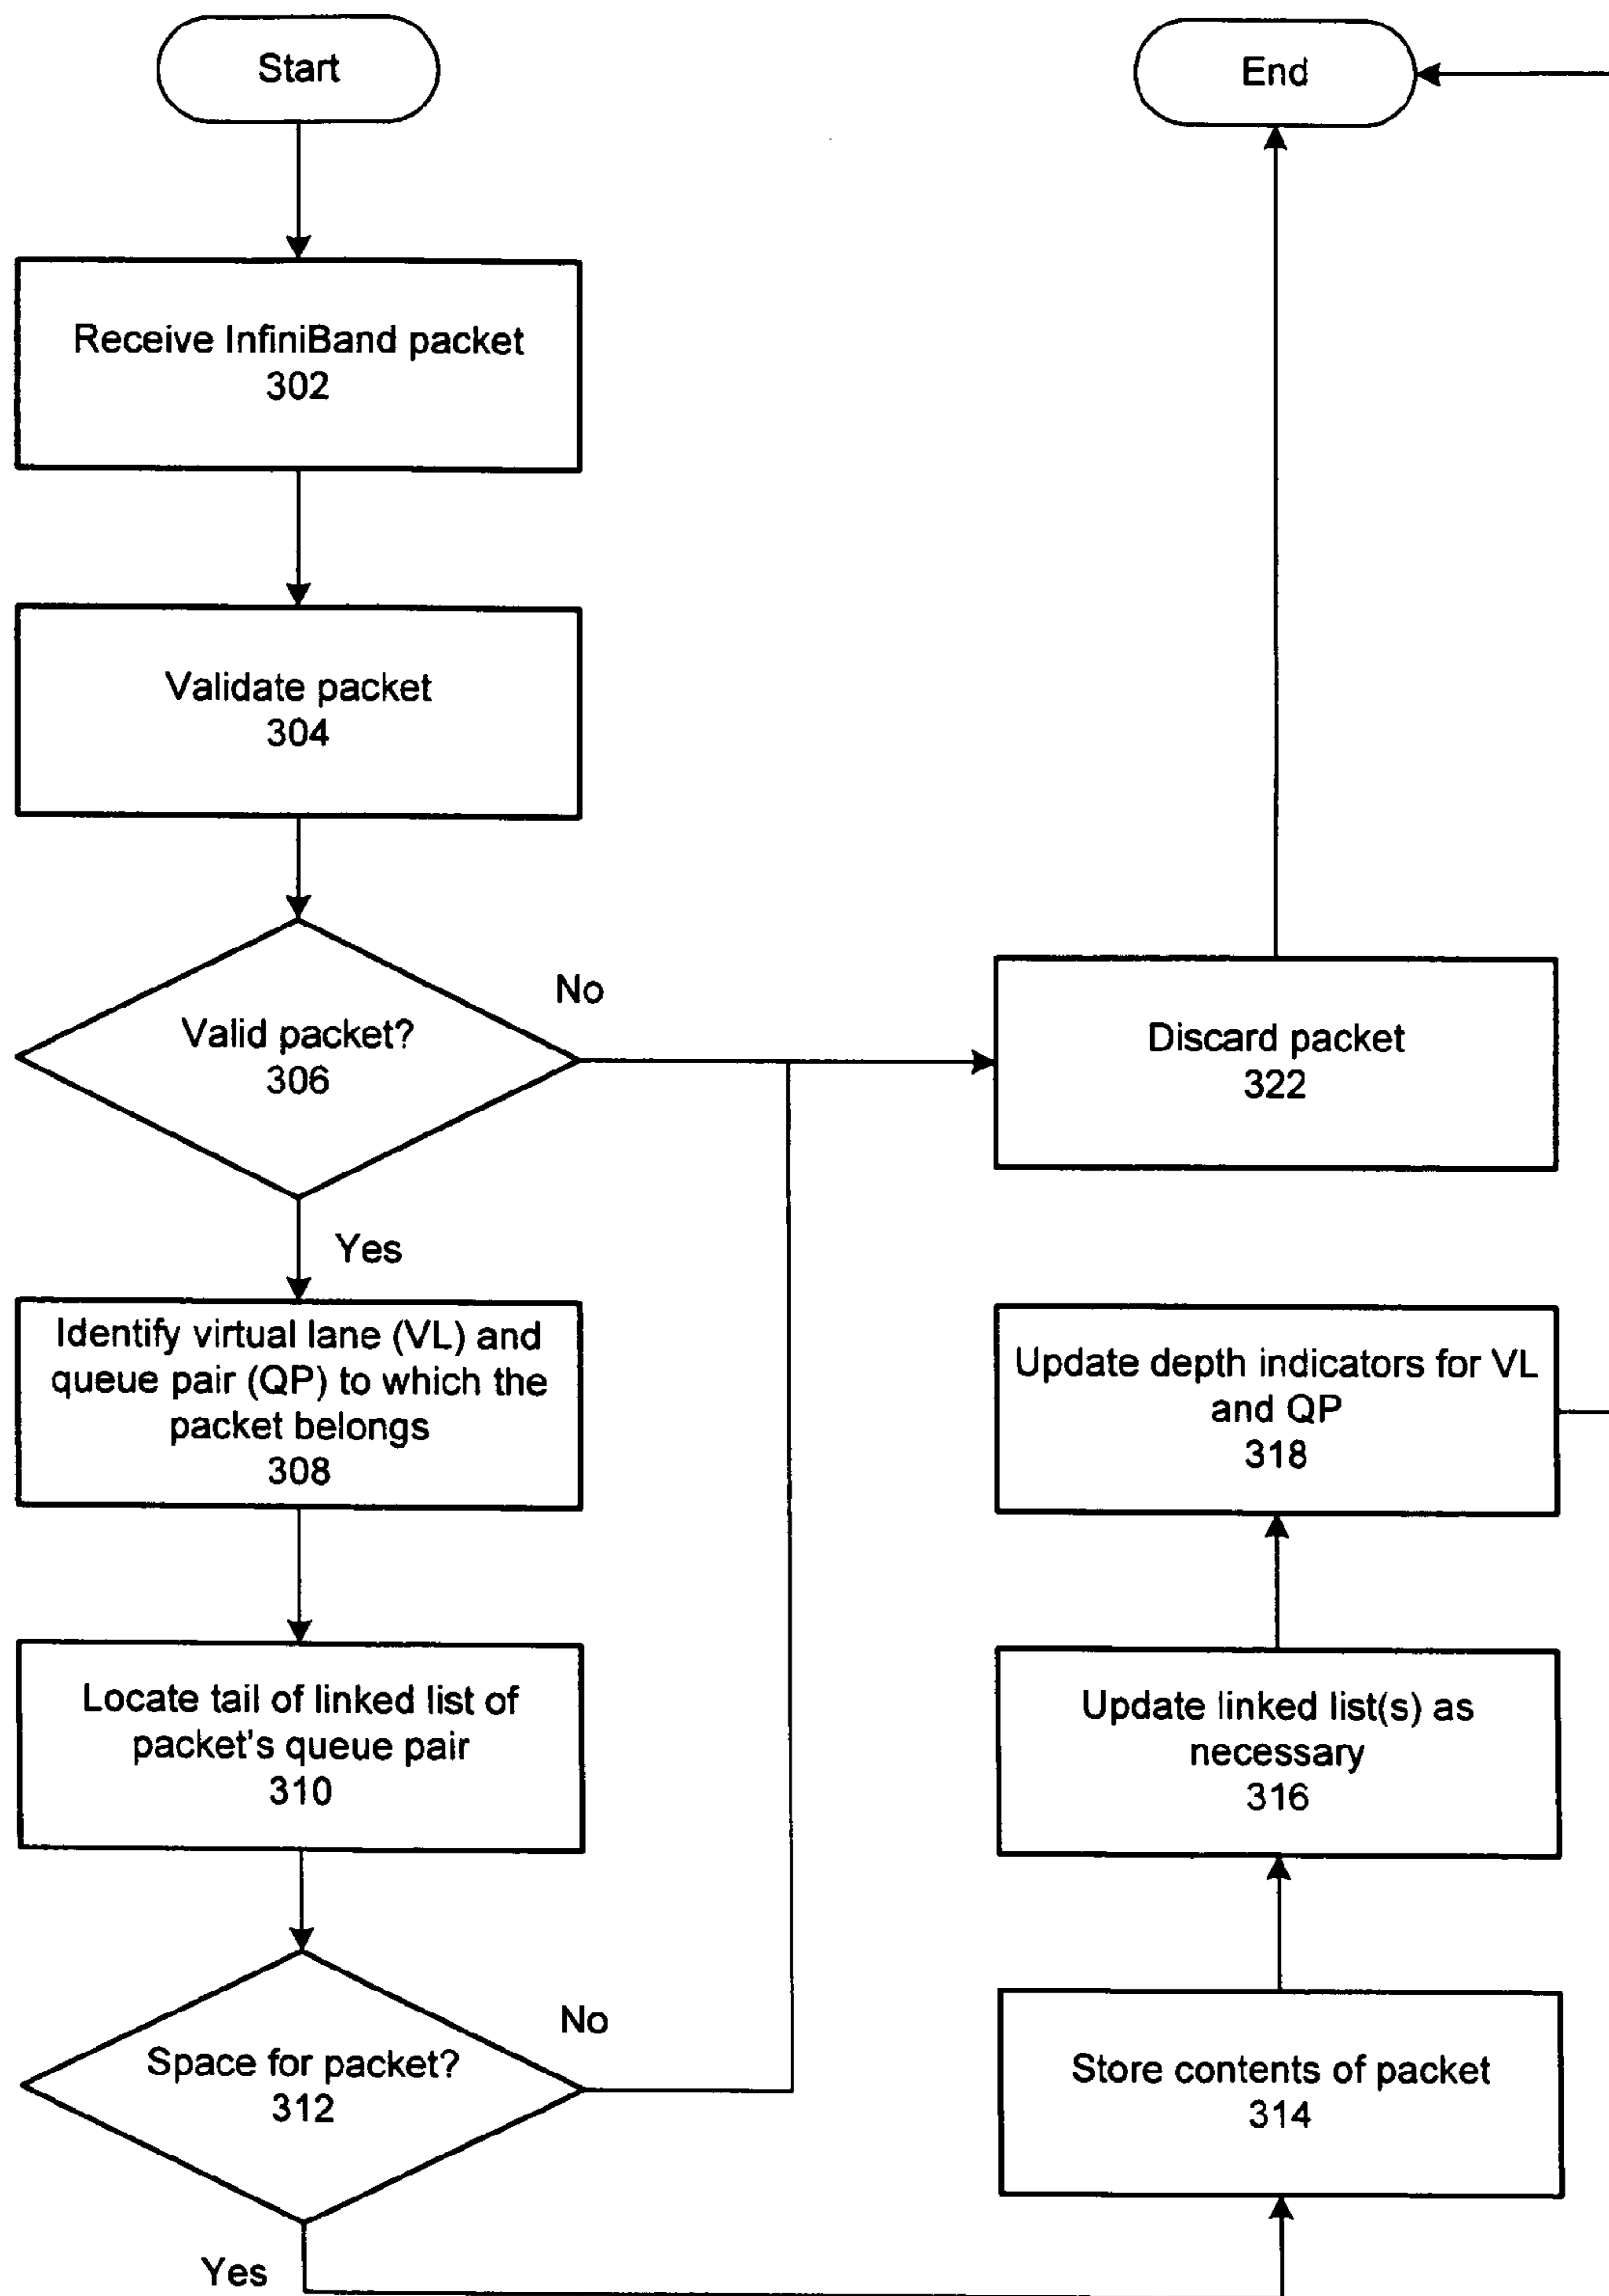 Start
Receive InfiniBand packet
302
Validate packet
304
Valid packet?
306
No
Yes
Identify virtual lane (VL) and
queue pair (QP) to which the
packet belongs
308
Locate tail of linked list of
packet's queue pair
310
Space for packet?
312
No
Yes
End
Discard packet
322
Update depth indicators for VL
and QP
318
Update linked list(s) as
necessary
316
Store contents of packet
314